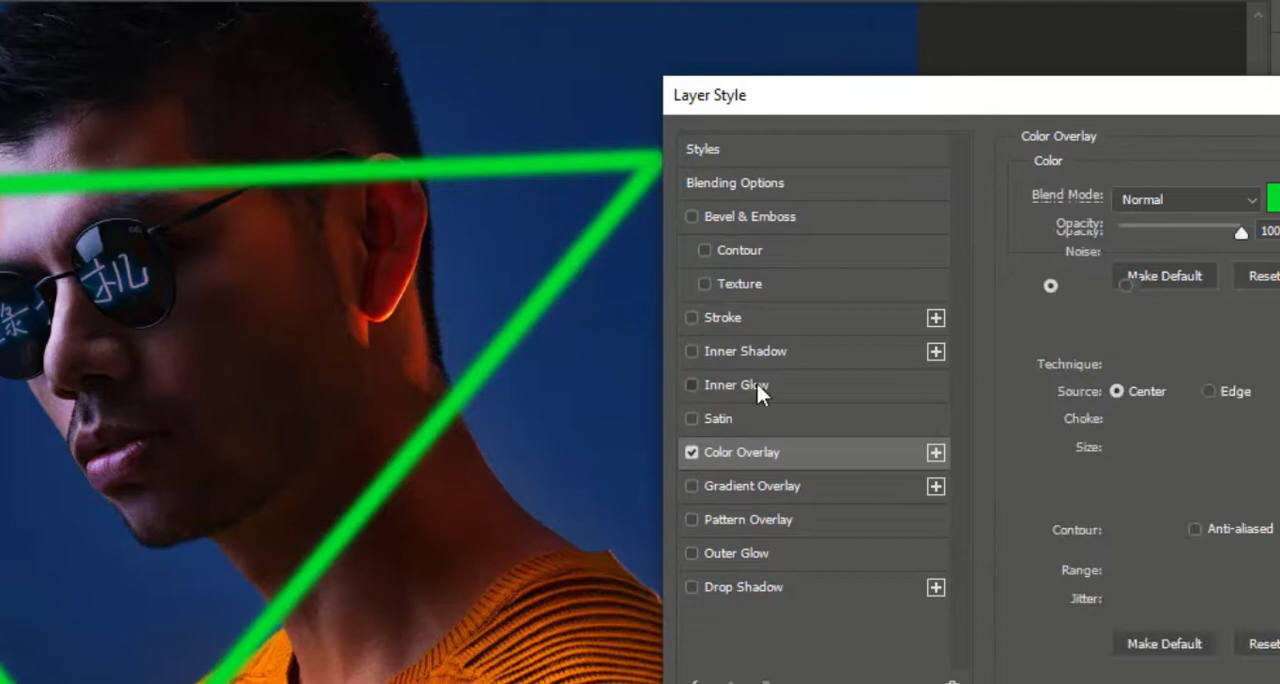 Layer Style
Styles
Blending Options
Bevel & Emboss
Contour
Texture
Stroke
Inner Shadow
Inner Glow
Satin
Color Overlay
Gradient Overlay
Pattern Overlay
Outer Glow
Drop Shadow
Color Overlay
Color
Blend Mode: Normal
Opacity: 100
Noise:
Make Default Reset
Technique:
Source: Center Edge
Choke:
Size:
Contour: Anti-aliased
Range:
Jitter:
Make Default Reset
机